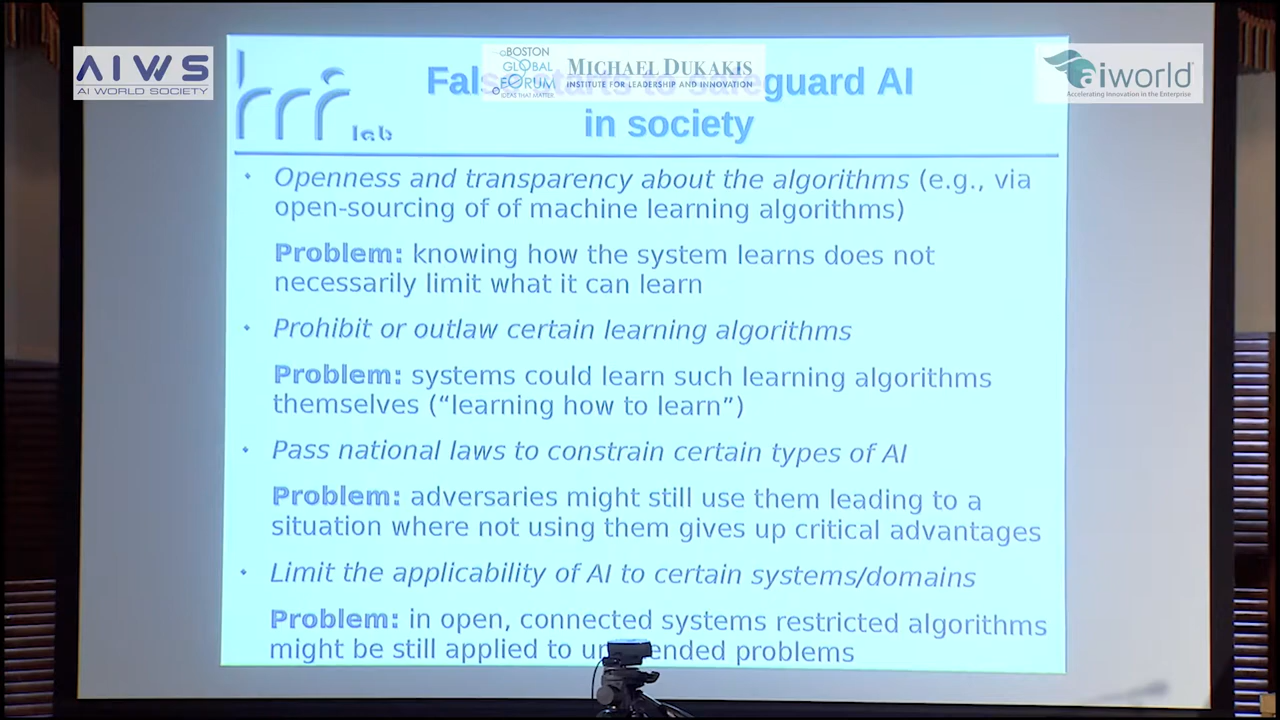 AIWS
AI WORLD SOCIETY
BOSTON
GLOBAL
FORUM
IDEAS THAT MATTER
MICHAEL DUKAKIS
INSTITUTE FOR LEADERSHIP AND INNOVATION
aiworld
Accelerating Innovation in the Enterprise
hri lab
safeguard AI
in society
• Openness and transparency about the algorithms (e.g., via
open-sourcing of of machine learning algorithms)
Problem: knowing how the system learns does not
necessarily limit what it can learn
• Prohibit or outlaw certain learning algorithms
Problem: systems could learn such learning algorithms
themselves (“learning how to learn”)
• Pass national laws to constrain certain types of AI
Problem: adversaries might still use them leading to a
situation where not using them gives up critical advantages
• Limit the applicability of AI to certain systems/domains
Problem: in open, connected systems restricted algorithms
might be still applied to problems